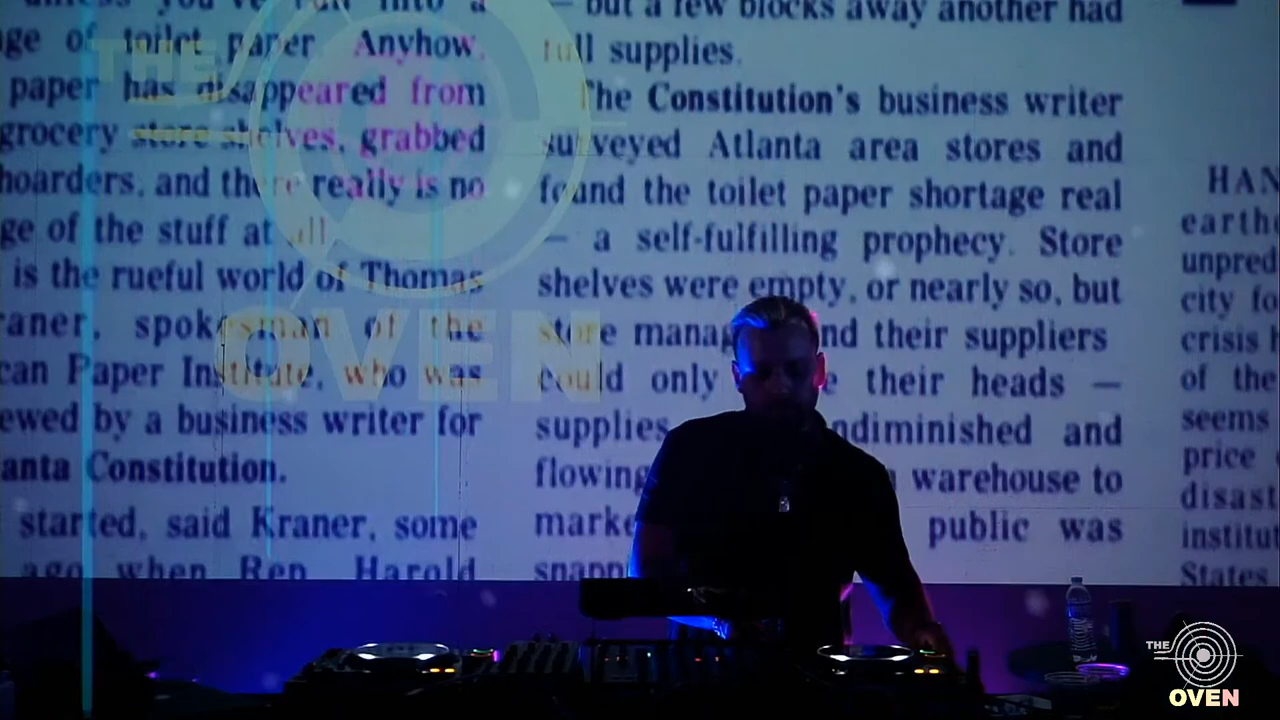 unless you've run into a
ge of toilet paper. Anyhow,
paper has disappeared from
grocery store shelves, grabbed
hoarders, and there really is no
ge of the stuff at all.
is the rueful world of Thomas
raner, spokesman of the
can Paper Institute, who was
ewed by a business writer for
anta Constitution.
started, said Kraner, some
ago when Rep. Harold
— but a few blocks away another had
full supplies.
The Constitution's business writer
surveyed Atlanta area stores and
found the toilet paper shortage real
— a self-fulfilling prophecy. Store
shelves were empty, or nearly so, but
store manag nd their suppliers
could only e their heads —
supplies ndiminished and
flowing warehouse to
marke public was
snapp
HAN
earth
unpred
city fo
crisis
of the
seems
price
disast
institut
States
THE
OVEN
THE
OVEN